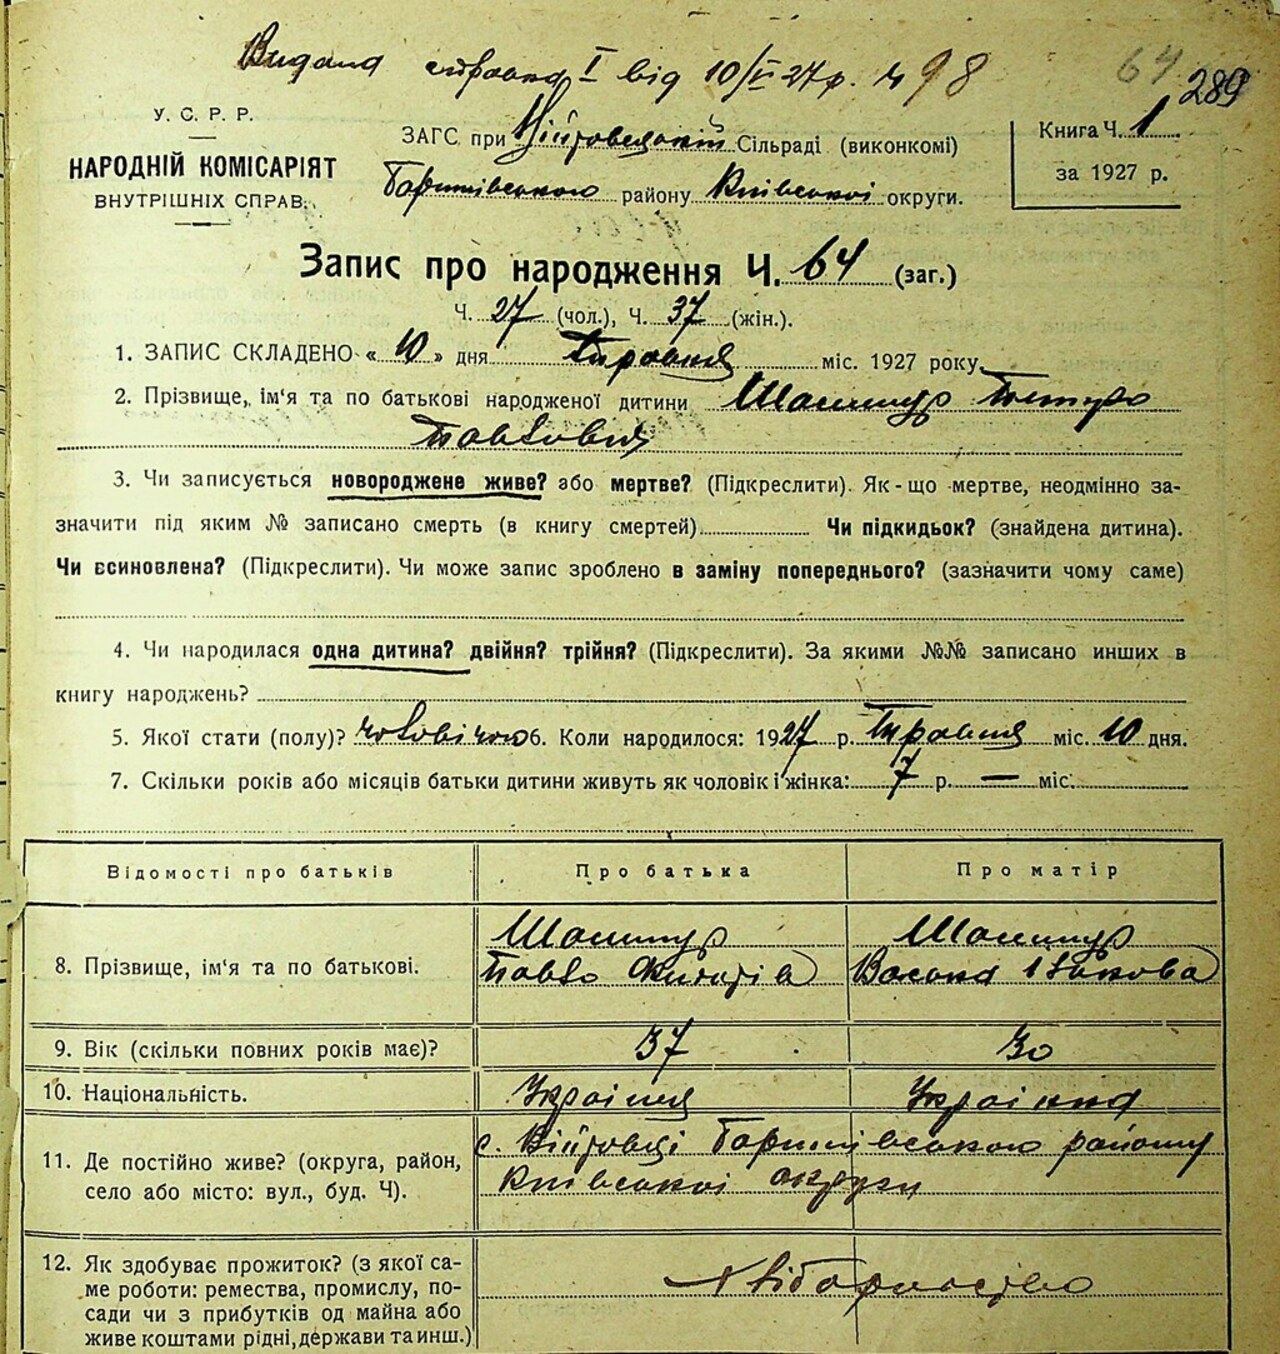 Видана справка I від 10/VI 27р. № 98
64
289
У. С. Р. Р.
НАРОДНІЙ КОМІСАРІЯТ
ВНУТРІШНІХ СПРАВ.
ЗАГС при Війтовецькій Сільраді (виконкомі)
Баришівського району Київської округи.
Книга Ч. 1
за 1927 р.
Запис про народження Ч. 64 (заг.)
Ч. 27 (чол.), Ч. 37 (жін.).
1. ЗАПИС СКЛАДЕНО « 10 » дня Травня міс. 1927 року
2. Прізвище, ім'я та по батькові народженої дитини Шалимур Петро
Павлович
3. Чи записується новороджене живе? або мертве? (Підкреслити). Як-що мертве, неодмінно за-
значити під яким № записано смерть (в книгу смертей) Чи підкидьок? (знайдена дитина).
Чи всиновлена? (Підкреслити). Чи може запис зроблено в заміну попереднього? (зазначити чому саме)
4. Чи народилася одна дитина? двійня? трійня? (Підкреслити). За якими №№ записано инших в
книгу народжень?
5. Якої стати (полу)? чоловічою 6. Коли народилося: 1927 р. Травня міс. 10 дня.
7. Скільки років або місяців батьки дитини живуть як чоловік і жінка: 7 р. — міс.
Відомості про батьків Про батька Про матір
8. Прізвище, ім'я та по батькові. Шалимур Шалимур
Павло
9. Вік (скільки повних років має)? 37 30
10. Національність. Українця Українка
11. Де постійно живе? (округа, район,
село або місто: вул., буд. Ч).
с. Війтовці Баришівського району
Київської округи
12. Як здобуває прожиток? (з якої са-
ме роботи: ремества, промислу, по-
сади чи з прибутків од майна або
живе коштами рідні, держави та инш.)
Хліборобство